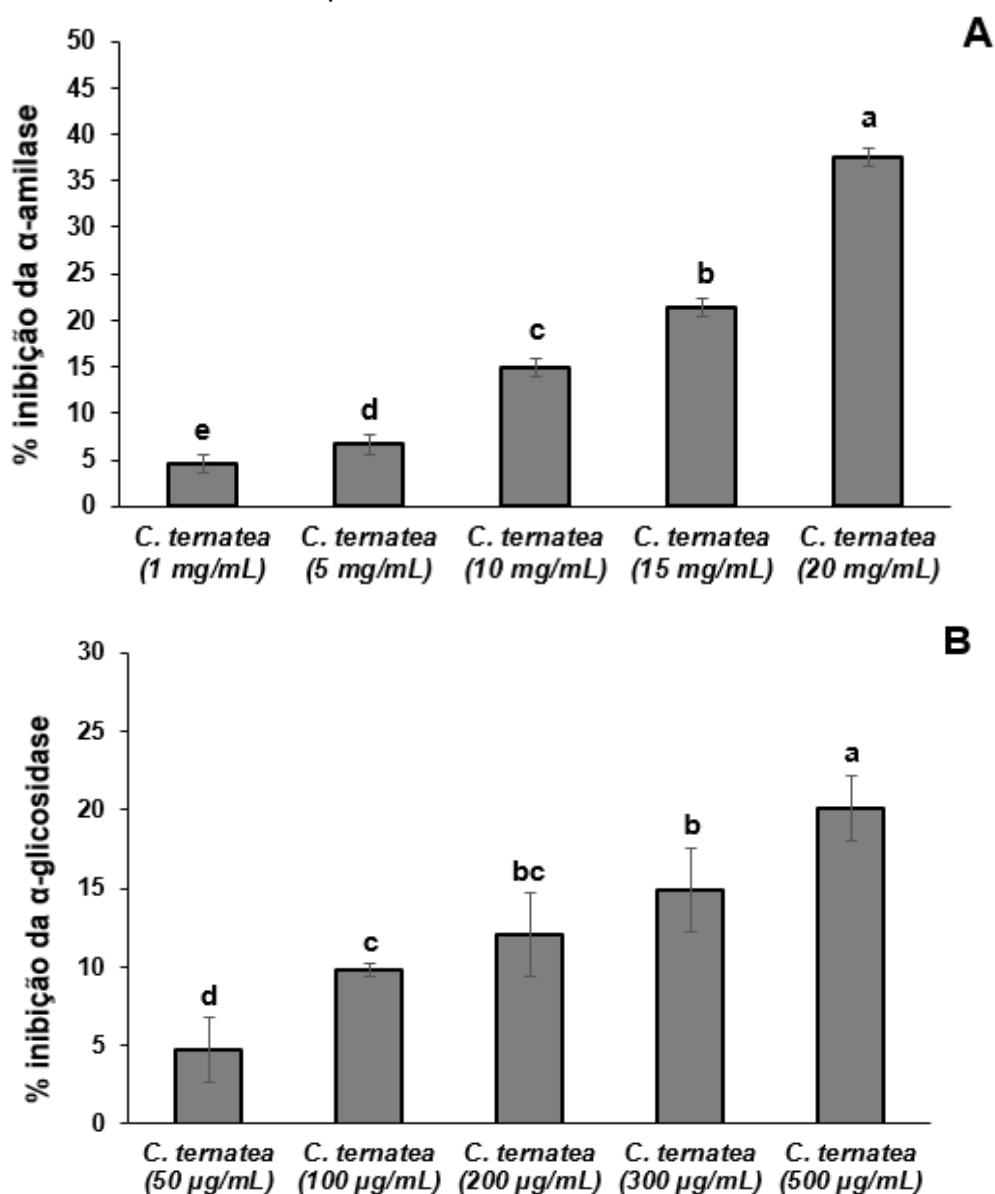 A
% inibição da α-amilase
50
45
40
35
30
25
20
15
10
5
0
e
d
c
b
a
C. ternatea
(1 mg/mL)
C. ternatea
(5 mg/mL)
C. ternatea
(10 mg/mL)
C. ternatea
(15 mg/mL)
C. ternatea
(20 mg/mL)
B
% inibição da α-glicosidase
30
25
20
15
10
5
0
d
c
bc
b
a
C. ternatea
(50 µg/mL)
C. ternatea
(100 µg/mL)
C. ternatea
(200 µg/mL)
C. ternatea
(300 µg/mL)
C. ternatea
(500 µg/mL)